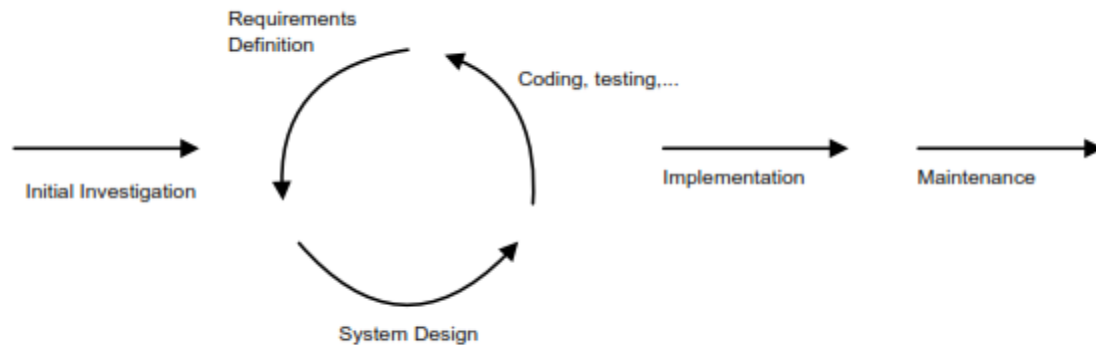 Requirements
Definition
Coding, testing,...
Initial Investigation
Implementation
Maintenance
System Design